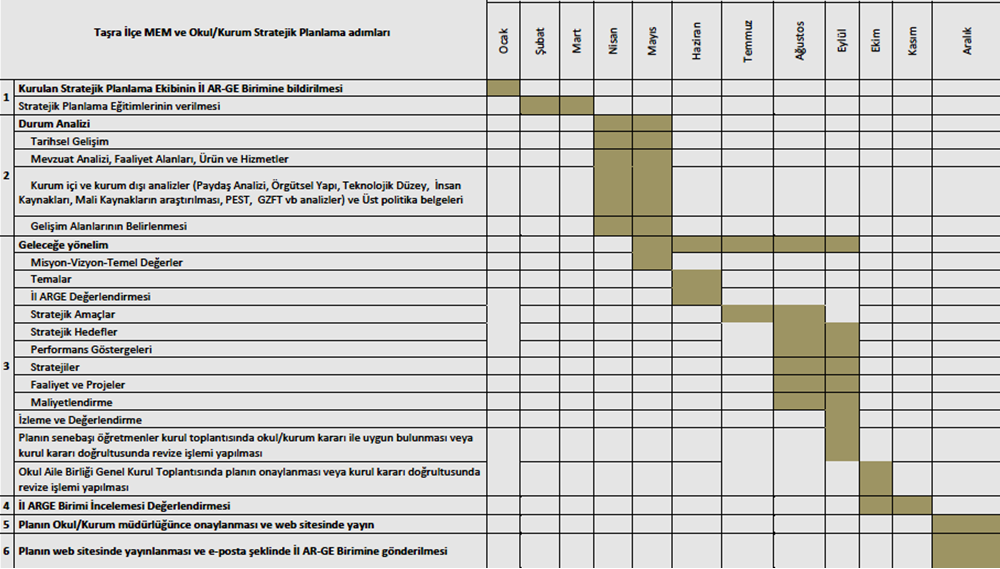 Taşra İlçe MEM ve Okul/Kurum Stratejik Planlama adımları
Ocak
Şubat
Mart
Nisan
Mayıs
Haziran
Temmuz
Ağustos
Eylül
Ekim
Kasım
Aralık
1
Kurulan Stratejik Planlama Ekibinin İl AR-GE Birimine bildirilmesi
Stratejik Planlama Eğitimlerinin verilmesi
2
Durum Analizi
Tarihsel Gelişim
Mevzuat Analizi, Faaliyet Alanları, Ürün ve Hizmetler
Kurum içi ve kurum dışı analizler (Paydaş Analizi, Örgütsel Yapı, Teknolojik Düzey, İnsan
Kaynakları, Mali Kaynakların araştırılması, PEST, GZFT vb analizler) ve Üst politika belgeleri
Gelişim Alanlarının Belirlenmesi
3
Geleceğe yönelim
Misyon-Vizyon-Temel Değerler
Temalar
İl ARGE Değerlendirmesi
Stratejik Amaçlar
Stratejik Hedefler
Performans Göstergeleri
Stratejiler
Faaliyet ve Projeler
Maliyetlendirme
İzleme ve Değerlendirme
Planın senebaşı öğretmenler kurul toplantısında okul/kurum kararı ile uygun bulunması veya
kurul kararı doğrultusunda revize işlemi yapılması
Okul Aile Birliği Genel Kurul Toplantısında planın onaylanması veya kurul kararı doğrultusunda
revize işlemi yapılması
4
İl ARGE Birimi İncelemesi Değerlendirmesi
5
Planın Okul/Kurum müdürlüğünce onaylanması ve web sitesinde yayın
6
Planın web sitesinde yayınlanması ve e-posta şeklinde İl AR-GE Birimine gönderilmesi